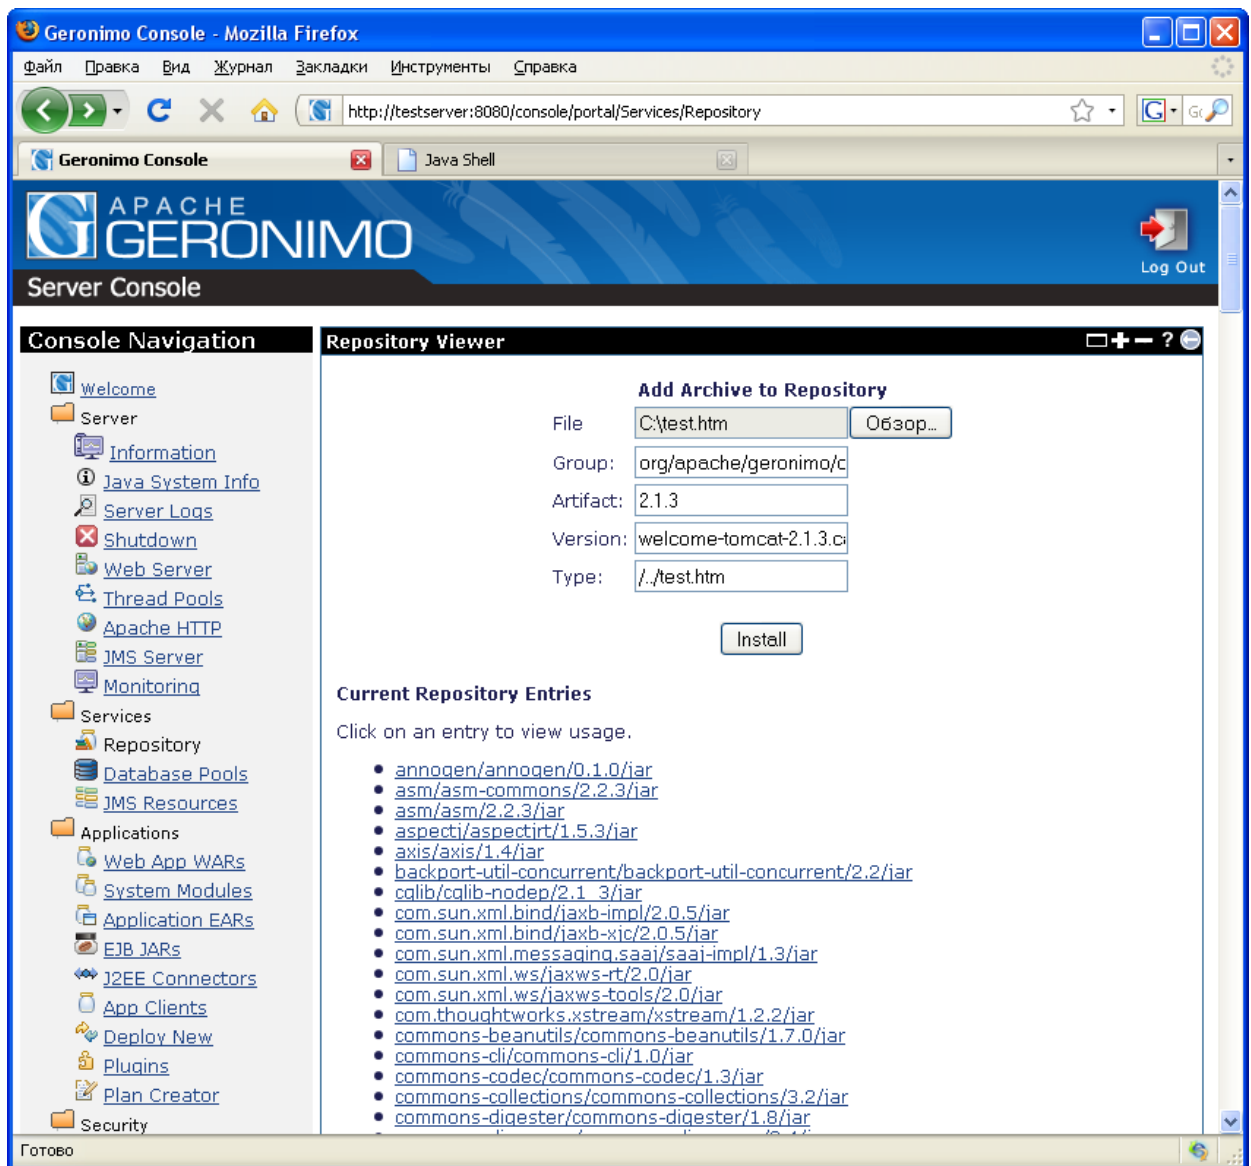 Geronimo Console - Mozilla Firefox
Файл Правка Вид Журнал Закладки Инструменты Справка
http://testserver:8080/console/portal/Services/Repository
Geronimo Console Java Shell
APACHE
GERONIMO
Log Out
Server Console
Console Navigation
Welcome
Server
Information
Java System Info
Server Logs
Shutdown
Web Server
Thread Pools
Apache HTTP
JMS Server
Monitoring
Services
Repository
Database Pools
JMS Resources
Applications
Web App WARs
System Modules
Application EARs
EJB JARs
J2EE Connectors
App Clients
Deploy New
Plugins
Plan Creator
Security
Repository Viewer
Add Archive to Repository
File C:\test.htm Обзор...
Group: org/apache/geronimo/c
Artifact: 2.1.3
Version: welcome-tomcat-2.1.3.c
Type: /../test.htm
Install
Current Repository Entries
Click on an entry to view usage.
annogen/annogen/0.1.0/jar
asm/asm-commons/2.2.3/jar
asm/asm/2.2.3/jar
aspectj/aspectjrt/1.5.3/jar
axis/axis/1.4/jar
backport-util-concurrent/backport-util-concurrent/2.2/jar
cglib/cglib-nodep/2.1_3/jar
com.sun.xml.bind/jaxb-impl/2.0.5/jar
com.sun.xml.bind/jaxb-xjc/2.0.5/jar
com.sun.xml.messaging.saaj/saaj-impl/1.3/jar
com.sun.xml.ws/jaxws-rt/2.0/jar
com.sun.xml.ws/jaxws-tools/2.0/jar
com.thoughtworks.xstream/xstream/1.2.2/jar
commons-beanutils/commons-beanutils/1.7.0/jar
commons-cli/commons-cli/1.0/jar
commons-codec/commons-codec/1.3/jar
commons-collections/commons-collections/3.2/jar
commons-digester/commons-digester/1.8/jar
Готово